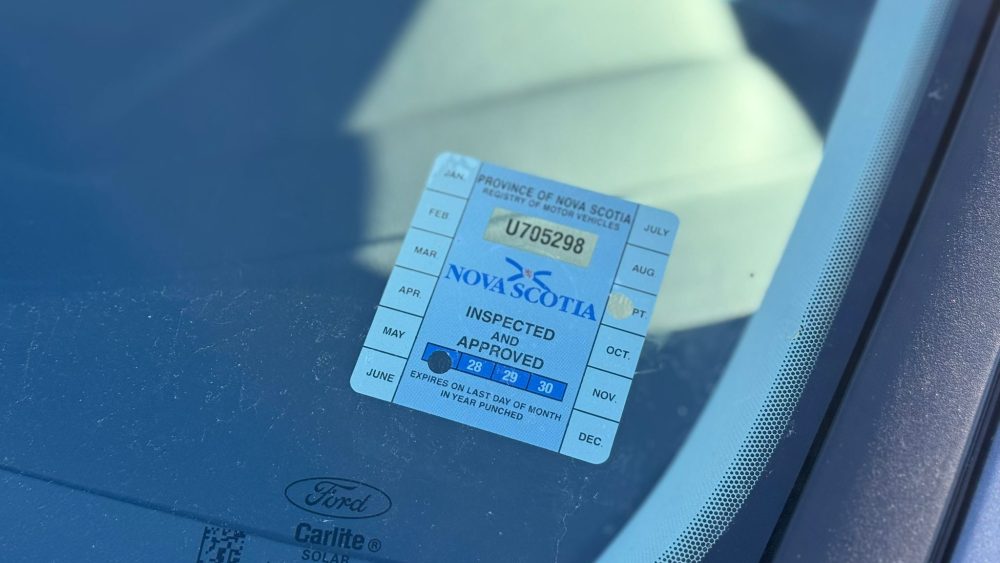 PROVINCE OF NOVA SCOTIA
REGISTRY OF MOTOR VEHICLES
U705298
NOVA SCOTIA
INSPECTED
AND
APPROVED
28 29 30
EXPIRES ON LAST DAY OF MONTH
IN YEAR PUNCHED
JAN.
FEB.
MAR
APR.
MAY
JUNE
JULY
AUG
PT.
OCT.
NOV.
DEC.
Ford
Carlite®
SOLAR